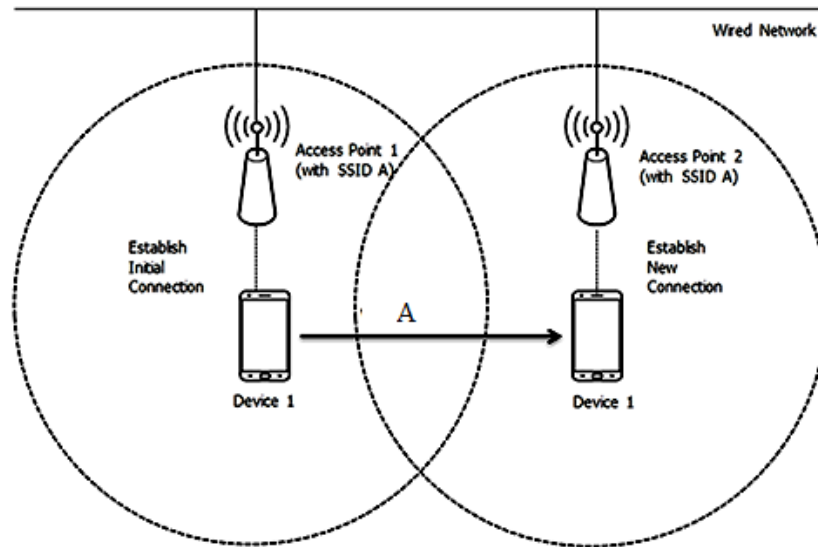 Wired Network
Access Point 1
(with SSID A)
Access Point 2
(with SSID A)
Establish
Initial
Connection
Establish
New
Connection
A
Device 1
Device 1